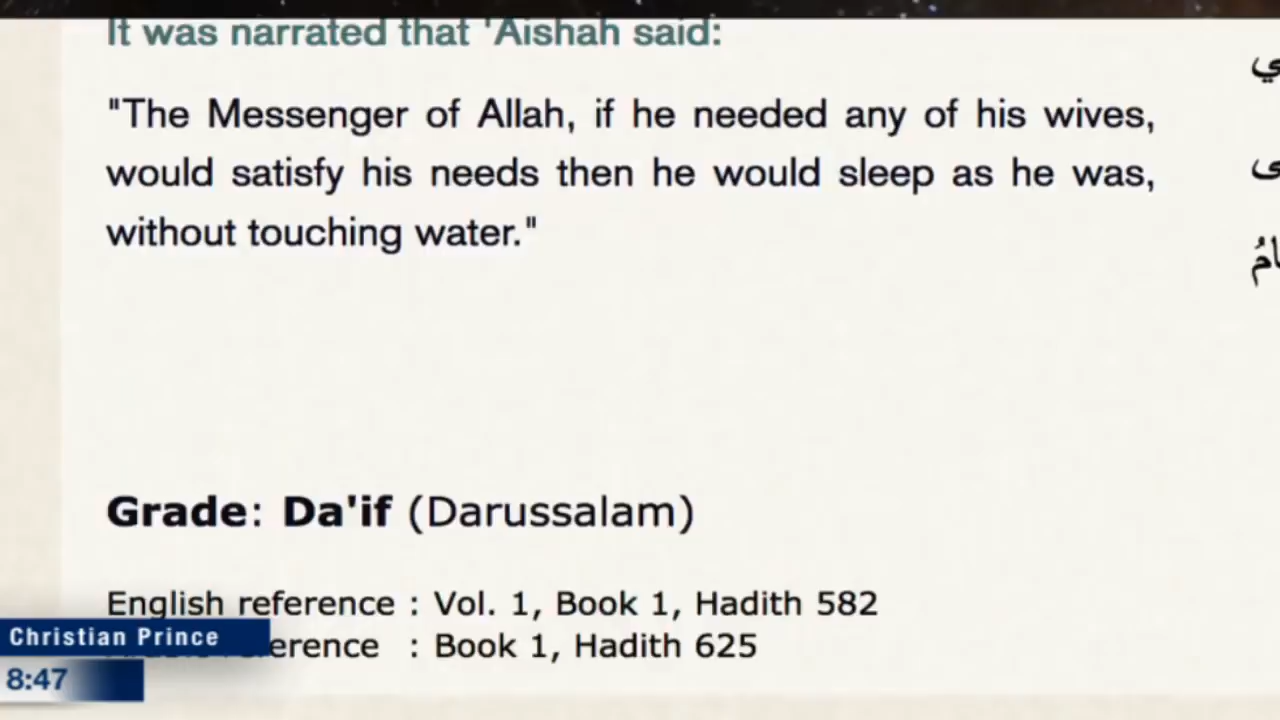 It was narrated that 'Aishah said:
"The Messenger of Allah, if he needed any of his wives,
would satisfy his needs then he would sleep as he was,
without touching water."
Grade: Da'if (Darussalam)
English reference : Vol. 1, Book 1, Hadith 582
: Book 1, Hadith 625
Christian Prince
8:47